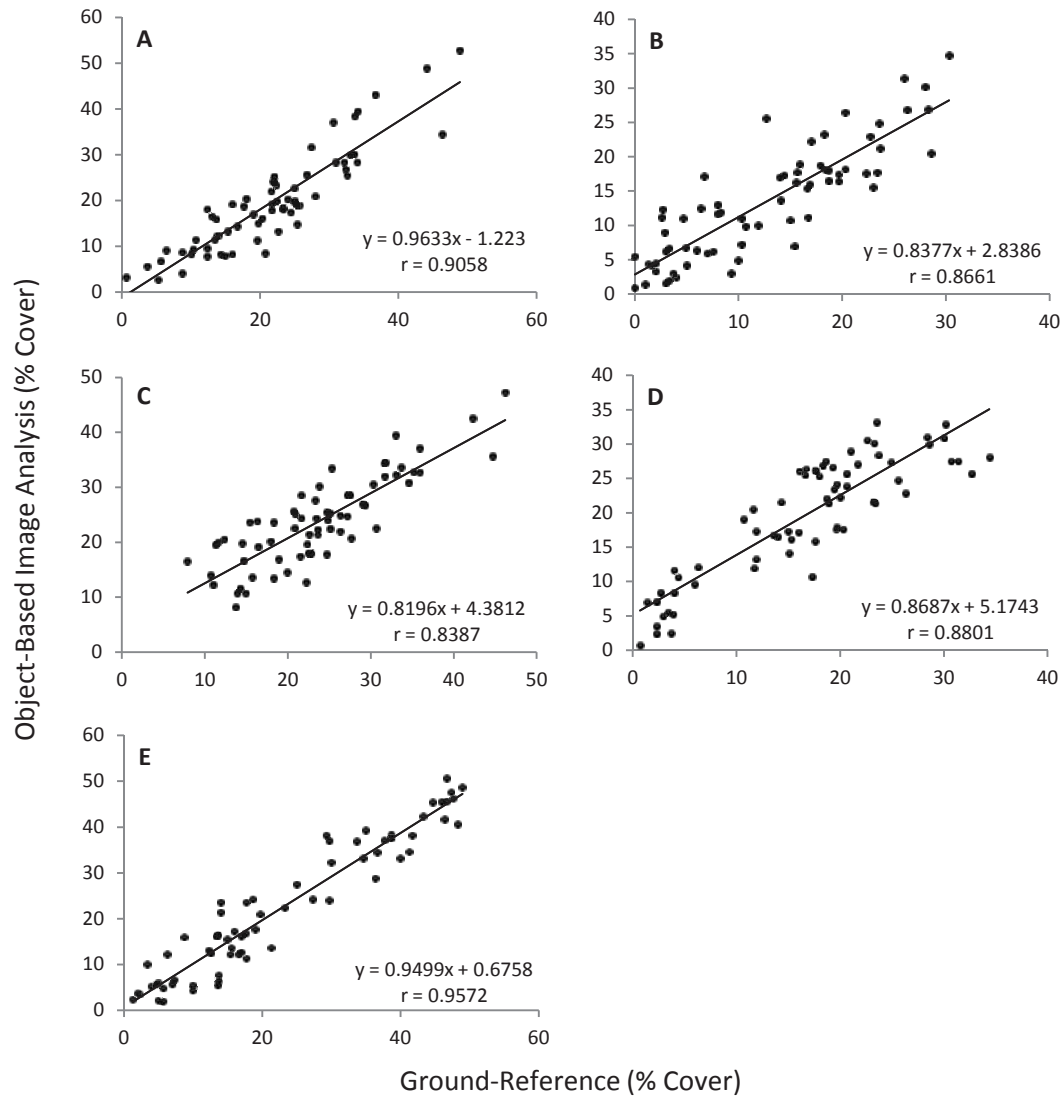 Object-Based Image Analysis (% Cover)
A
60
50
40
30
20
10
0
0 20 40 60
y = 0.9633x - 1.223
r = 0.9058
B
40
35
30
25
20
15
10
5
0
0 10 20 30 40
y = 0.8377x + 2.8386
r = 0.8661
C
50
40
30
20
10
0
0 10 20 30 40 50
y = 0.8196x + 4.3812
r = 0.8387
D
40
35
30
25
20
15
10
5
0
0 10 20 30 40
y = 0.8687x + 5.1743
r = 0.8801
E
60
50
40
30
20
10
0
0 20 40 60
y = 0.9499x + 0.6758
r = 0.9572
Ground-Reference (% Cover)